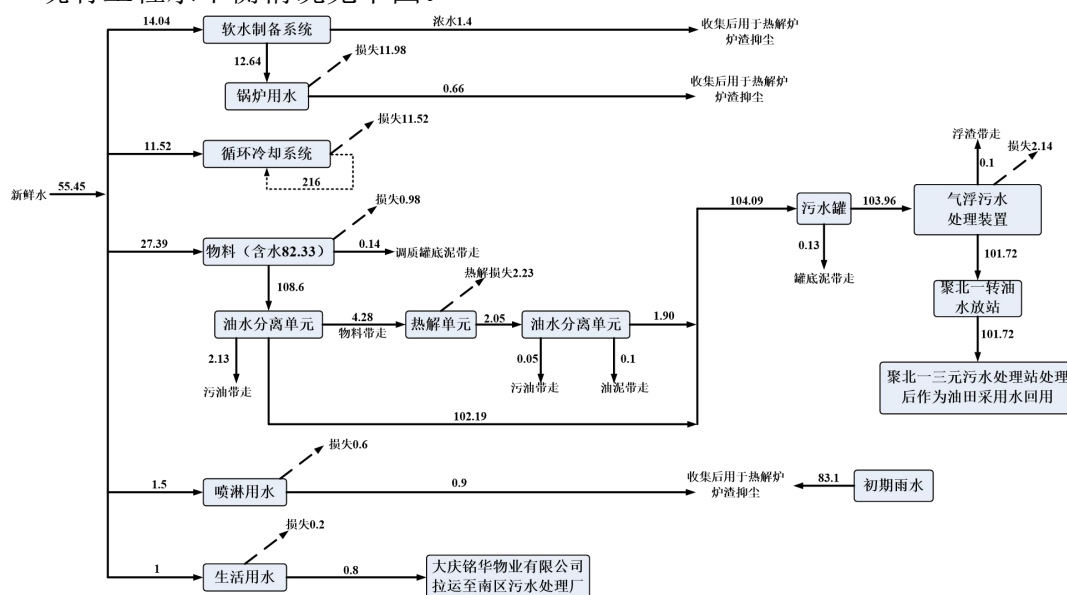 14.04
软水制备系统
浓水1.4
收集后用于热解炉
炉渣抑尘
12.64
损失11.98
锅炉用水
0.66
收集后用于热解炉
炉渣抑尘
损失11.52
11.52
循环冷却系统
216
新鲜水
55.45
浮渣带走
损失2.14
0.1
104.09
污水罐
103.96
气浮污水
处理装置
0.13
罐底泥带走
101.72
损失0.98
27.39
物料（含水82.33）
0.14
调质罐底泥带走
108.6
热解损失2.23
聚北一转油
水放站
油水分离单元
4.28
物料带走
热解单元
2.05
油水分离单元
1.90
101.72
2.13
污油带走
0.05
污油带走
0.1
油泥带走
聚北一三元污水处理站处理
后作为油田采用水回用
102.19
损失0.6
1.5
喷淋用水
0.9
收集后用于热解炉
炉渣抑尘
83.1
初期雨水
损失0.2
1
生活用水
0.8
大庆铭华物业有限公司
拉运至南区污水处理厂